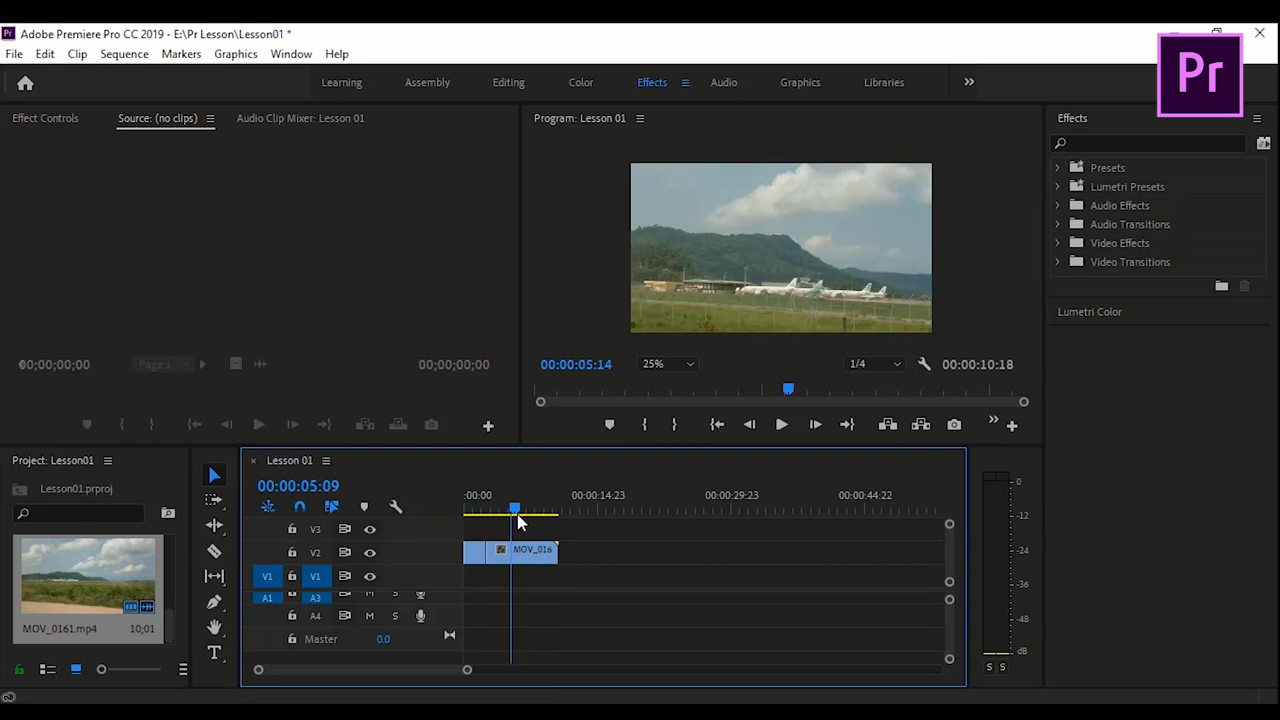 Pr Adobe Premiere Pro CC 2019 - E:\Pr Lesson\Lesson01 *
File Edit Clip Sequence Markers Graphics Window Help
Pr
Learning Assembly Editing Color Effects Audio Graphics Libraries
Effect Controls Source: (no clips) Audio Clip Mixer: Lesson 01
Program: Lesson 01
Effects
Presets
Lumetri Presets
Audio Effects
Audio Transitions
Video Effects
Video Transitions
Lumetri Color
00;00;00;00 Page 1 00;00;00;00
00:00:05:14 25% 1/4 00:00:10:18
Project: Lesson01
Lesson01.prproj
MOV_0161.mp4 10;01
Lesson 01
00:00:05:09
:00:00 00:00:14:23 00:00:29:23 00:00:44:22
V3
V2 fx MOV_016
V1 V1
A1 A3 M S
A4 M S
Master 0.0
0
-12
-24
-36
-48
dB
S S